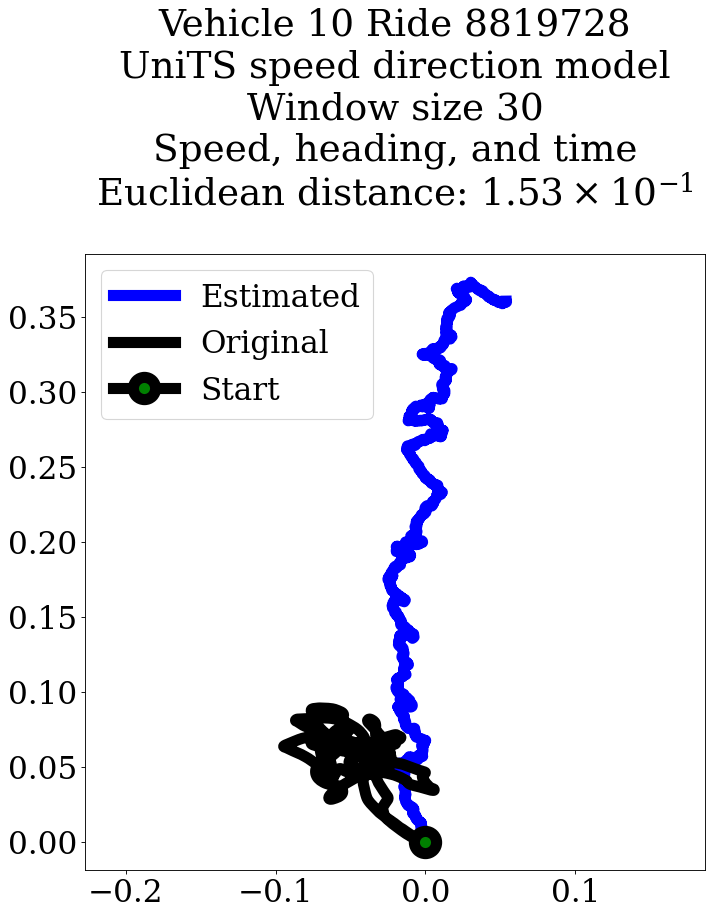 Vehicle 10 Ride 8819728
UniTS speed direction model
Window size 30
Speed, heading, and time
Euclidean distance: 1.53 × 10⁻¹
Estimated
Original
Start
0.35
0.30
0.25
0.20
0.15
0.10
0.05
0.00
−0.2 −0.1 0.0 0.1